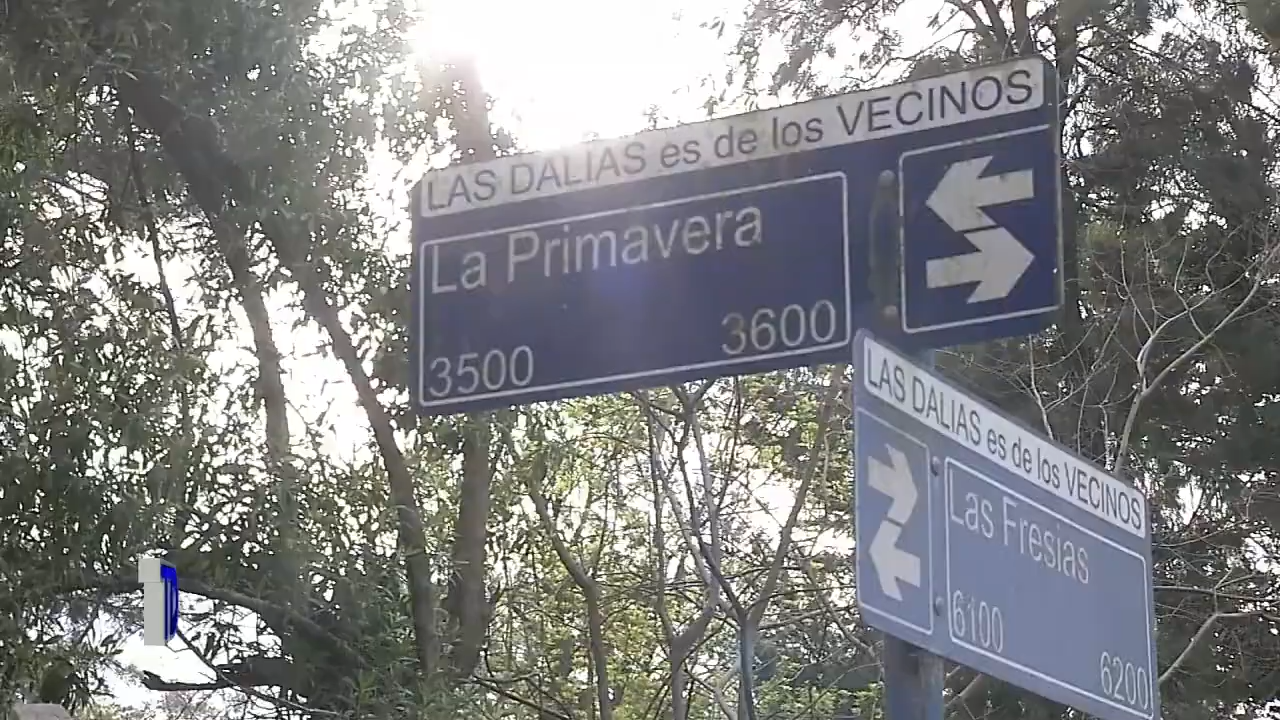 LAS DALIAS es de los VECINOS
La Primavera
3500 3600
LAS DALIAS es de los VECINOS
Las Fresias
6100
6200